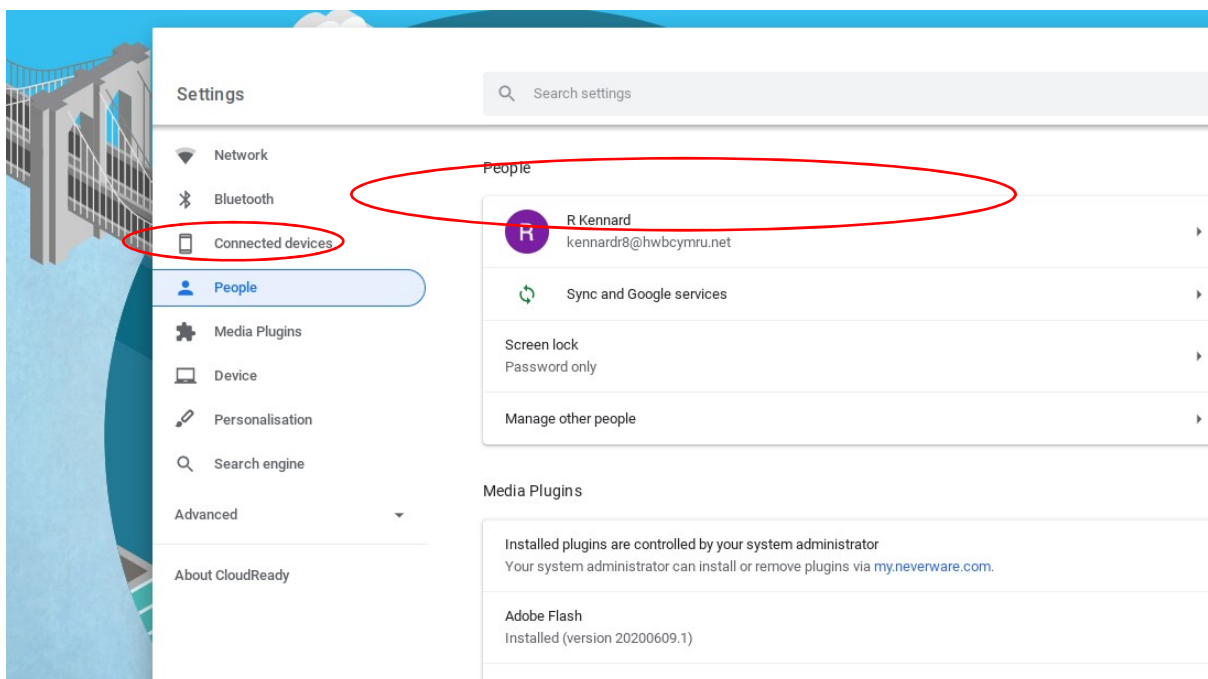 Settings
Search settings
Network
Bluetooth
Connected devices
People
Media Plugins
Device
Personalisation
Search engine
Advanced
About CloudReady
People
R
R Kennard
kennardr8@hwbcymru.net
Sync and Google services
Screen lock
Password only
Manage other people
Media Plugins
Installed plugins are controlled by your system administrator
Your system administrator can install or remove plugins via my.neverware.com.
Adobe Flash
Installed (version 20200609.1)